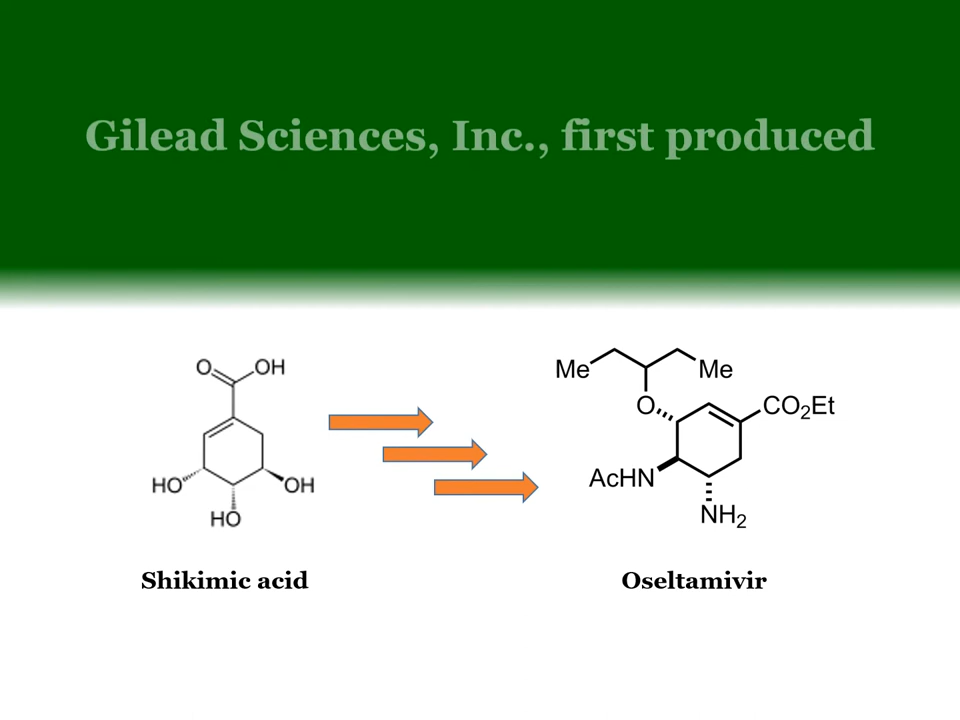 Gilead Sciences, Inc., first produced
O OH
HO OH
HO
Me Me
O CO₂Et
AcHN
NH₂
Shikimic acid Oseltamivir